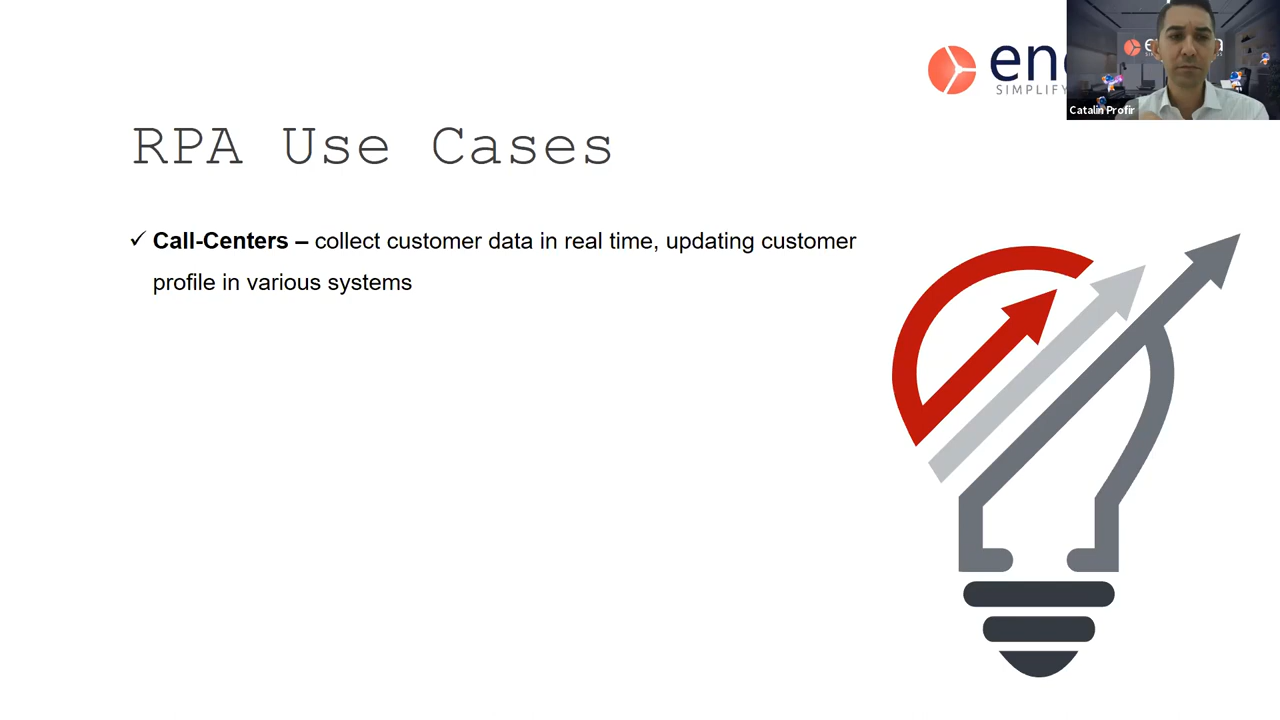 RPA Use Cases
✓ Call-Centers – collect customer data in real time, updating customer
profile in various systems
SIMPLIFY
Catalin Profir